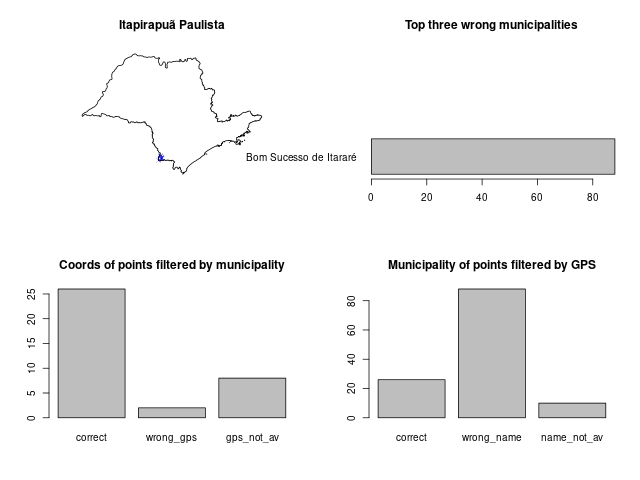 Itapirapuã Paulista
Top three wrong municipalities
Bom Sucesso de Itararé
0 20 40 60 80
Coords of points filtered by municipality
0 5 10 15 20 25
correct wrong_gps gps_not_av
Municipality of points filtered by GPS
0 20 40 60 80
correct wrong_name name_not_av